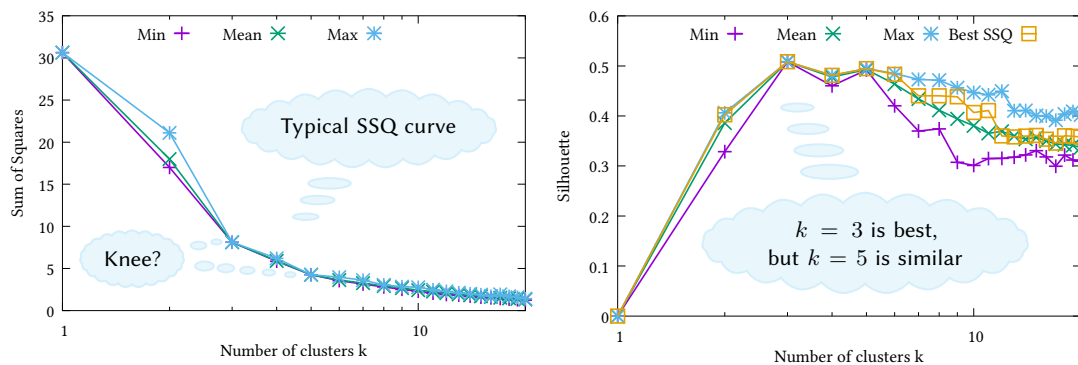 35
30
25
20
15
10
5
0
Sum of Squares
Min
Mean
Max
Typical SSQ curve
Knee?
1
10
Number of clusters k
0.6
0.5
0.4
0.3
0.2
0.1
0
Silhouette
Min
Mean
Max
Best SSQ
k = 3 is best,
but k = 5 is similar
1
10
Number of clusters k